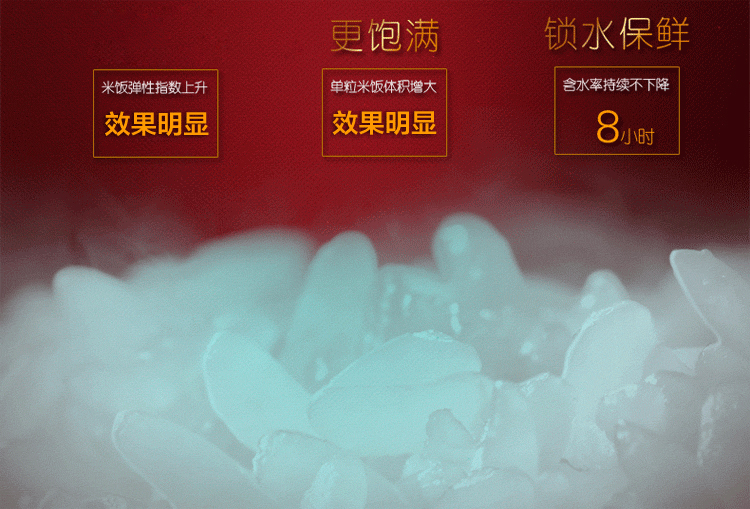 更饱满
锁水保鲜
米饭弹性指数上升
效果明显
单粒米饭体积增大
效果明显
含水率持续不下降
8小时